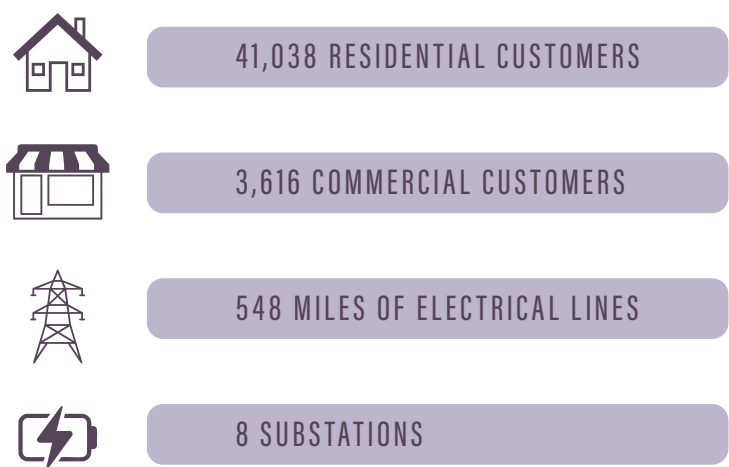 41,038 RESIDENTIAL CUSTOMERS
3,616 COMMERCIAL CUSTOMERS
548 MILES OF ELECTRICAL LINES
8 SUBSTATIONS